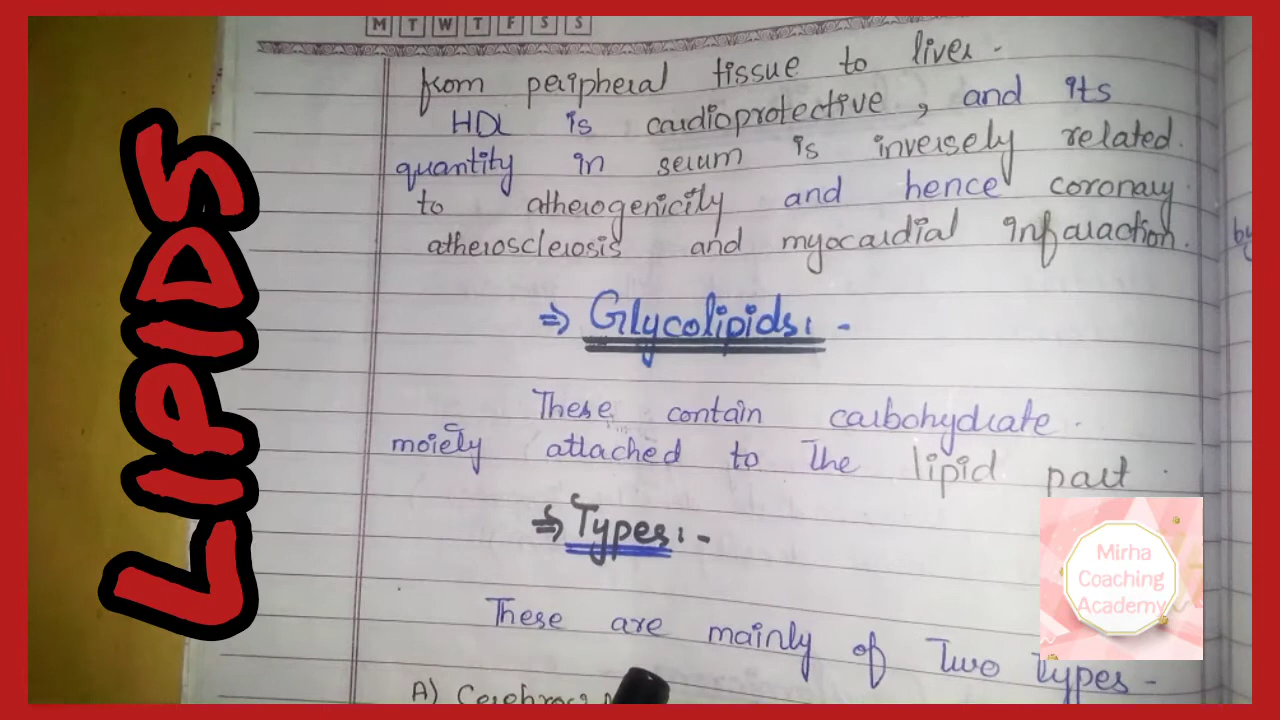 M T W T F S S
from peripheral tissue to liver.
HDL is cardioprotective, and its
quantity in serum is inversely related.
to atherogenicity and hence coronary
atherosclerosis and myocardial infaraction.
by
⇒ Glycolipids:-
These contain carbohydrate.
moiety attached to the lipid part.
⇒ Types:-
These are mainly of Two Types-
A)
LIPIDS
Mirha
Coaching
Academy